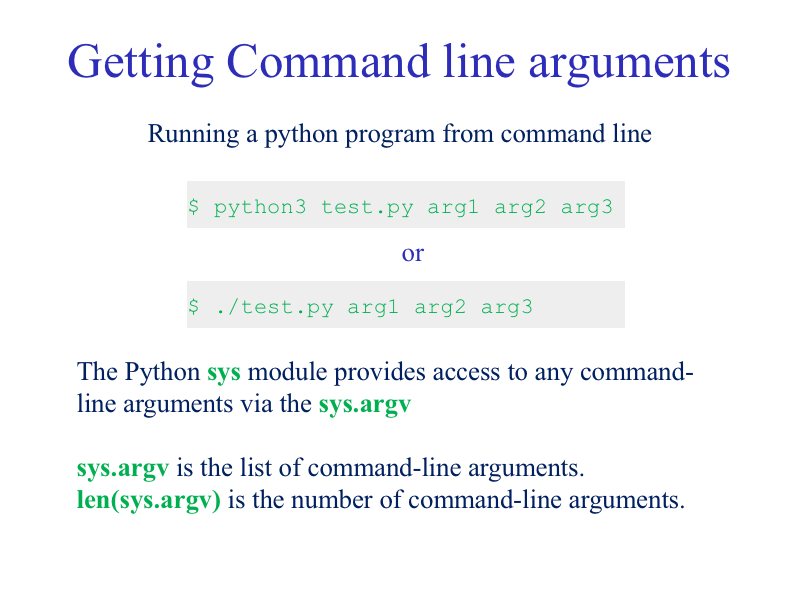 Getting Command line arguments
Running a python program from command line
$ python3 test.py arg1 arg2 arg3
or
$ ./test.py arg1 arg2 arg3
The Python sys module provides access to any command-
line arguments via the sys.argv
sys.argv is the list of command-line arguments.
len(sys.argv) is the number of command-line arguments.